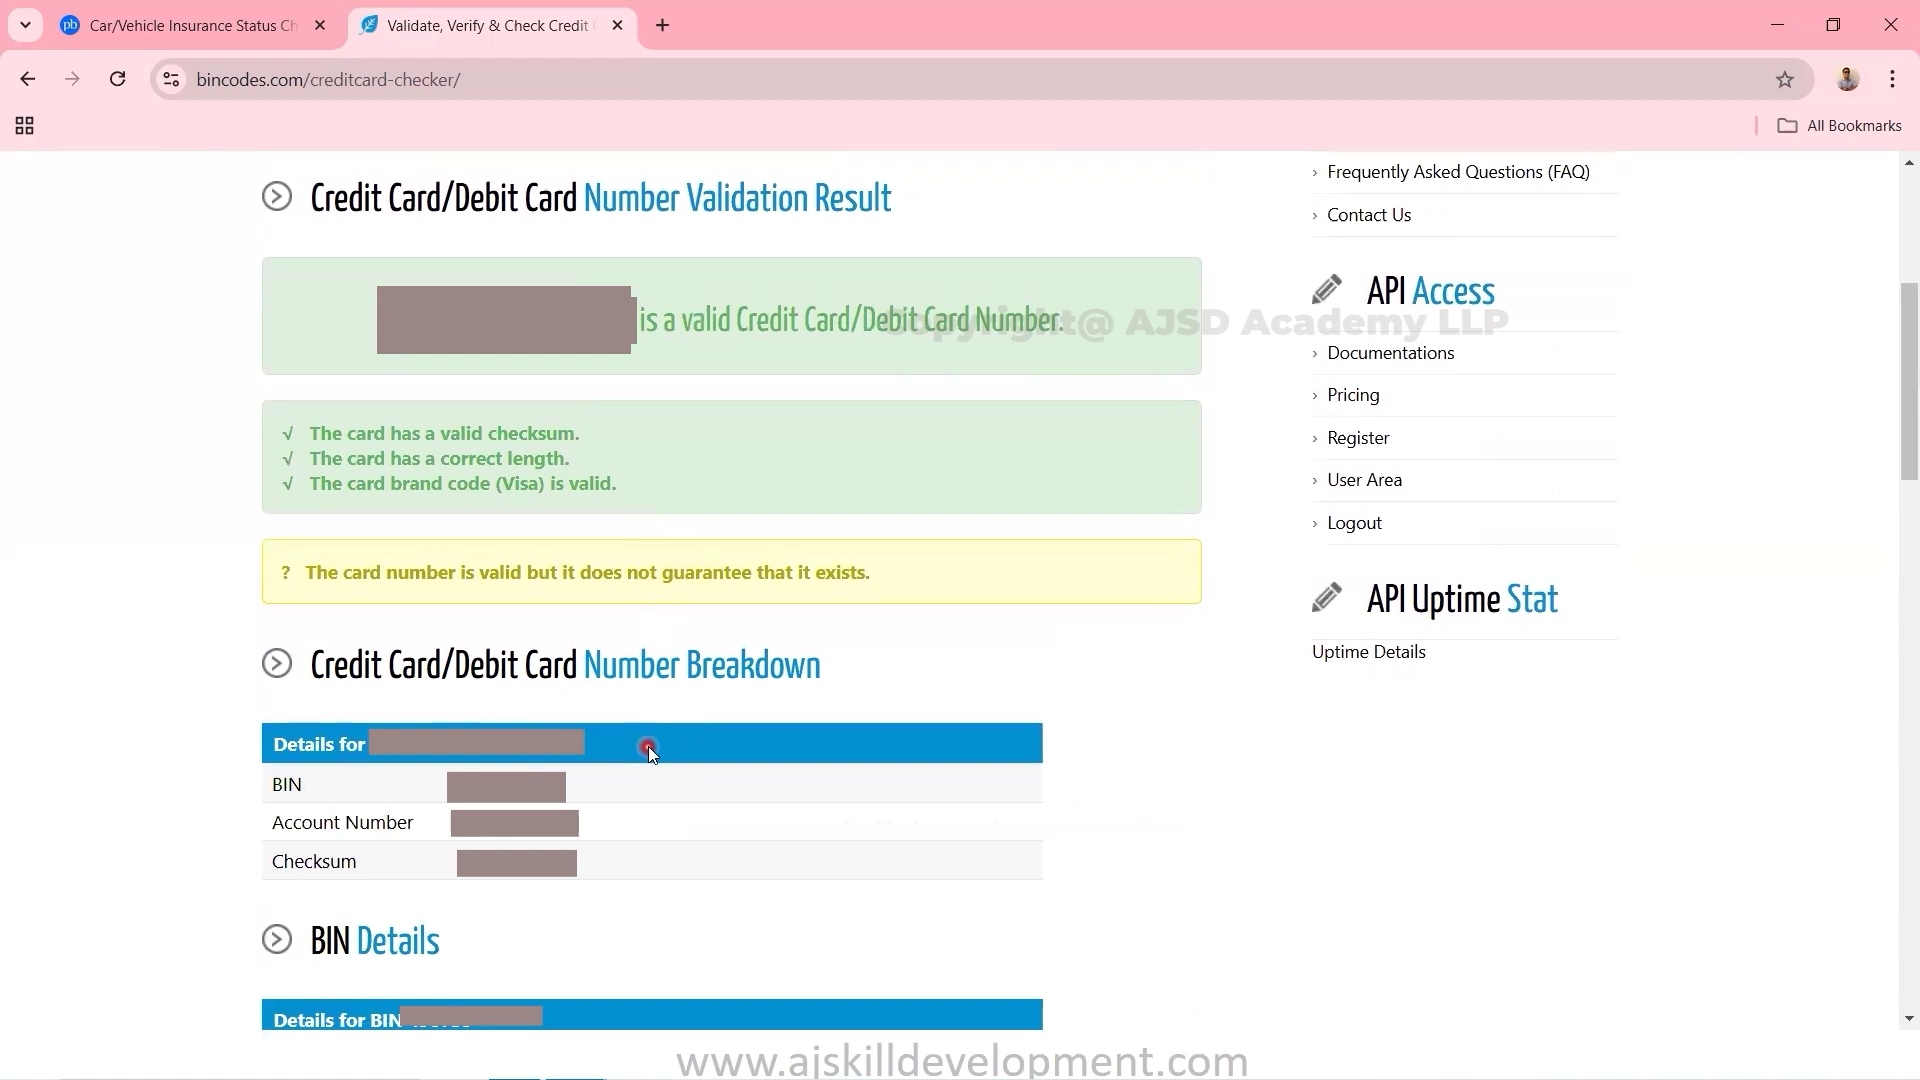 Car/Vehicle Insurance Status Ch
Validate, Verify & Check Credit
bincodes.com/creditcard-checker/
All Bookmarks
Credit Card/Debit Card Number Validation Result
is a valid Credit Card/Debit Card Number.
√ The card has a valid checksum.
√ The card has a correct length.
√ The card brand code (Visa) is valid.
? The card number is valid but it does not guarantee that it exists.
Credit Card/Debit Card Number Breakdown
Details for
BIN
Account Number
Checksum
BIN Details
Details for BIN
› Frequently Asked Questions (FAQ)
› Contact Us
API Access
› Documentations
› Pricing
› Register
› User Area
› Logout
API Uptime Stat
Uptime Details
Copyright@ AJSD Academy LLP
www.ajskilldevelopment.com